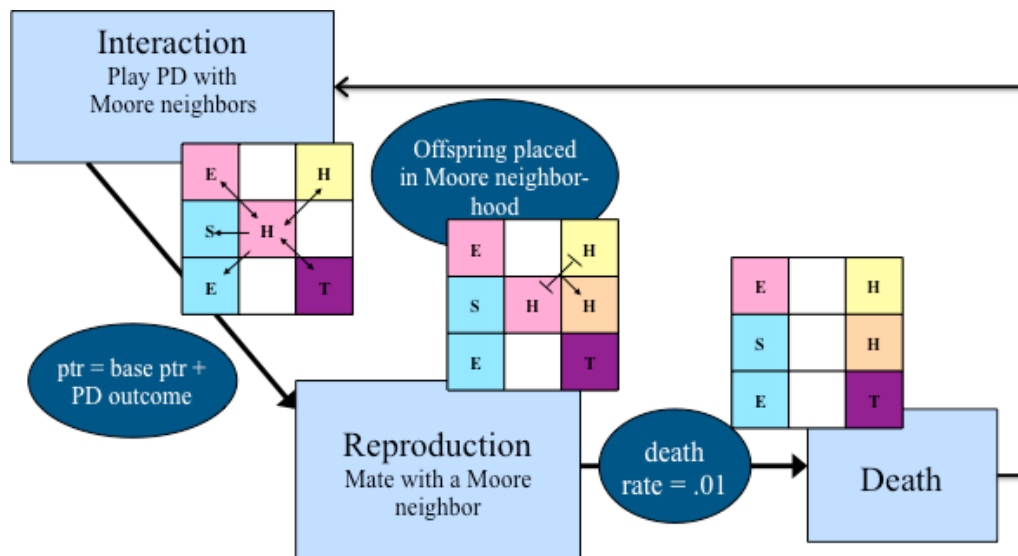 Interaction
Play PD with
Moore neighbors
E H
S H
E T
Offspring placed
in Moore neighbor-
hood
E H
S H H
E T
ptr = base ptr +
PD outcome
Reproduction
Mate with a Moore
neighbor
death
rate = .01
E H
S H
E T
Death